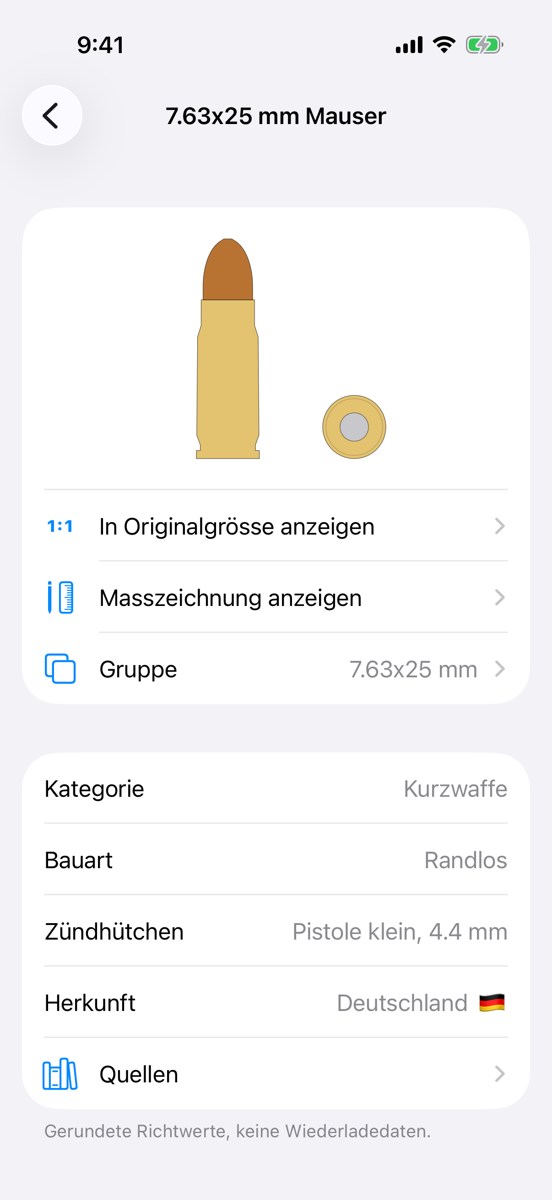 9:41
7.63x25 mm Mauser
1:1 In Originalgrösse anzeigen
Masszeichnung anzeigen
Gruppe 7.63x25 mm
Kategorie Kurzwaffe
Bauart Randlos
Zündhütchen Pistole klein, 4.4 mm
Herkunft Deutschland
Quellen
Gerundete Richtwerte, keine Wiederladedaten.